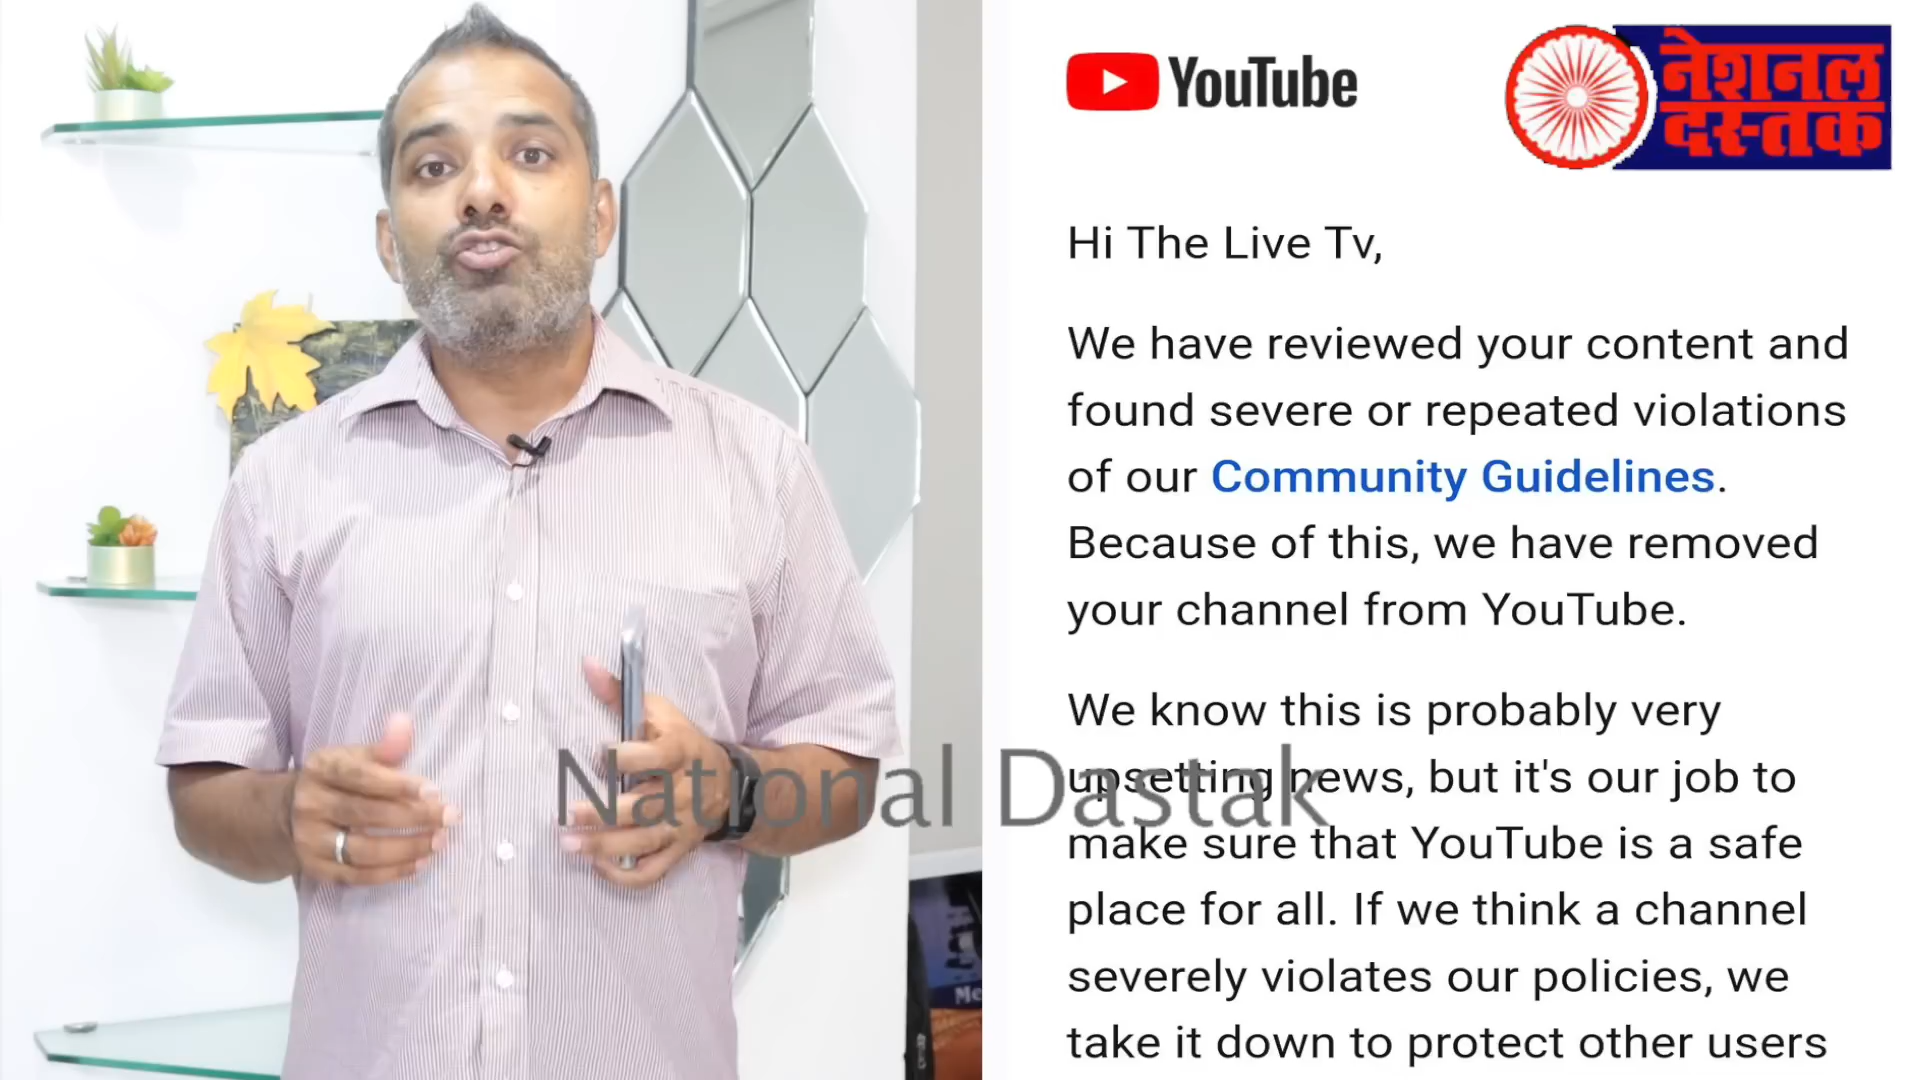 YouTube
नेशनल
दस्तक
Hi The Live Tv,
We have reviewed your content and
found severe or repeated violations
of our Community Guidelines.
Because of this, we have removed
your channel from YouTube.
We know this is probably very
upsetting news, but it's our job to
make sure that YouTube is a safe
place for all. If we think a channel
severely violates our policies, we
take it down to protect other users
National Dastak
Me